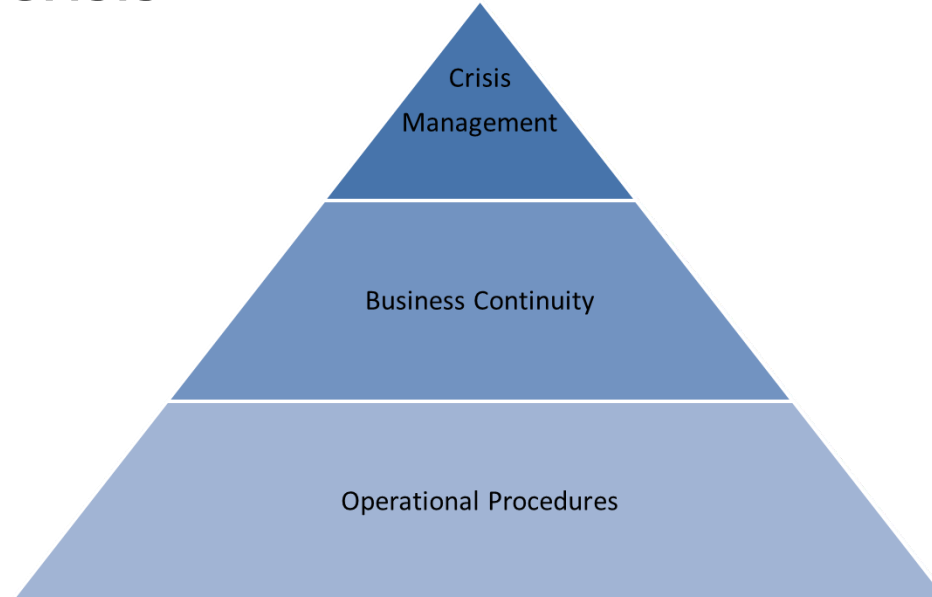 Crisis
Management
Business Continuity
Operational Procedures